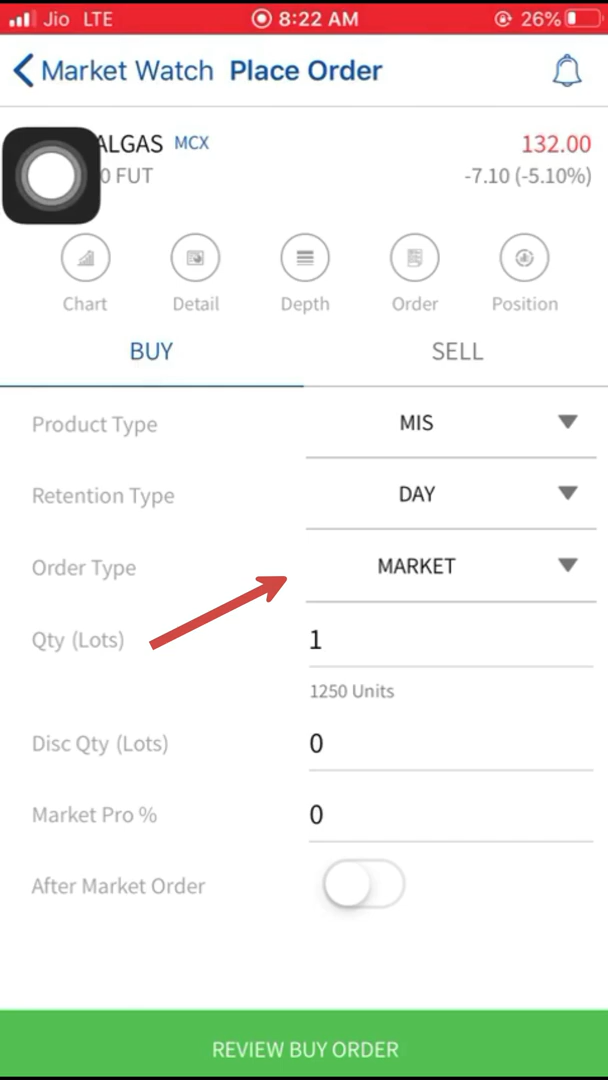 Jio LTE 8:22 AM 26%
Market Watch Place Order
ALGAS MCX 132.00
0 FUT -7.10 (-5.10%)
Chart Detail Depth Order Position
BUY SELL
Product Type MIS
Retention Type DAY
Order Type MARKET
Qty (Lots) 1
1250 Units
Disc Qty (Lots) 0
Market Pro % 0
After Market Order
REVIEW BUY ORDER